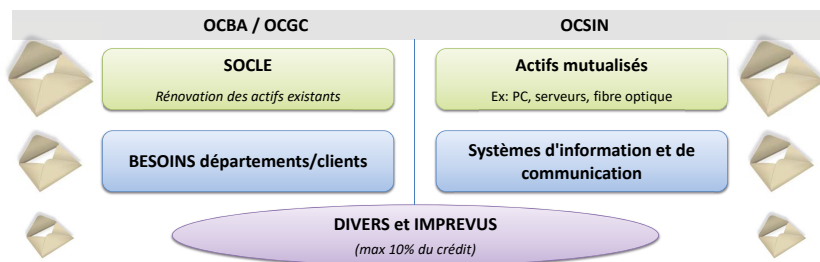 OCBA / OCGC
OCSIN
SOCLE
Rénovation des actifs existants
Actifs mutualisés
Ex: PC, serveurs, fibre optique
BESOINS départements/clients
Systèmes d'information et de
communication
DIVERS et IMPREVUS
(max 10% du crédit)